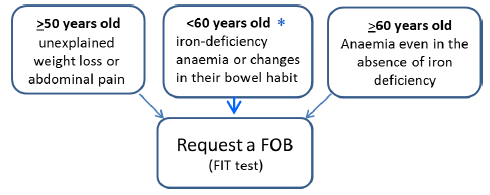 ≥50 years old
unexplained
weight loss or
abdominal pain
<60 years old *
iron-deficiency
anaemia or changes
in their bowel habit
≥60 years old
Anaemia even in the
absence of iron
deficiency
Request a FOB
(FIT test)